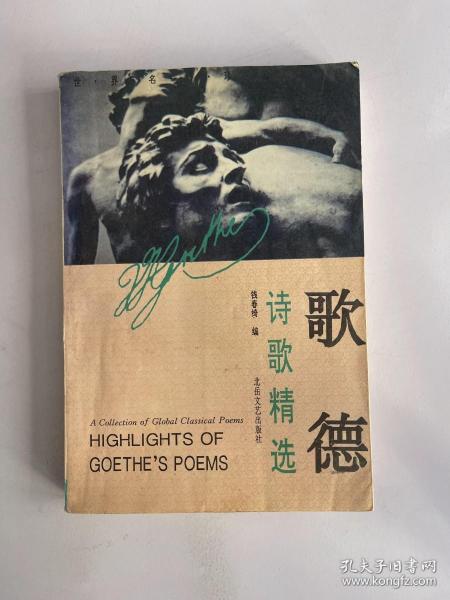 世界名
Goethe
歌德
诗歌精选
钱春绮 编
北岳文艺出版社
A Collection of Global Classical Poems
HIGHLIGHTS OF
GOETHE'S POEMS
孔夫子旧书网
www.kongfz.com